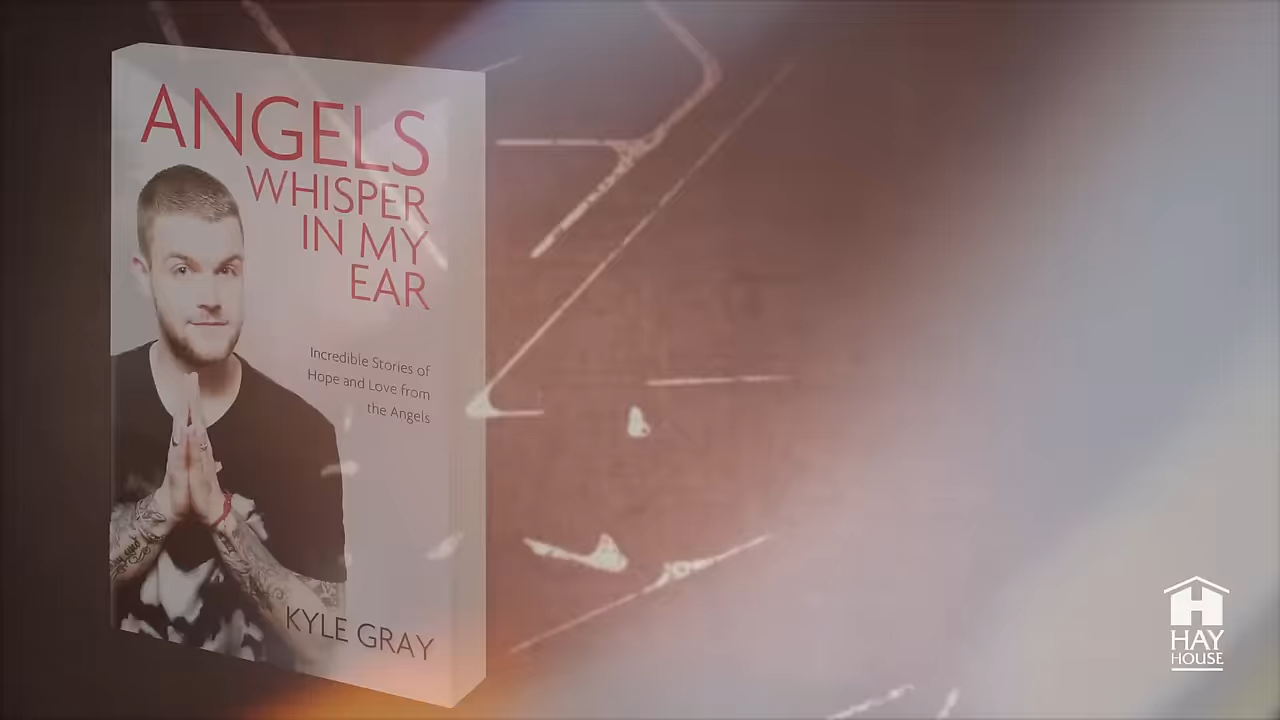 ANGELS
WHISPER
IN MY
EAR
Incredible Stories of
Hope and Love from
the Angels
KYLE GRAY
HAY
HOUSE